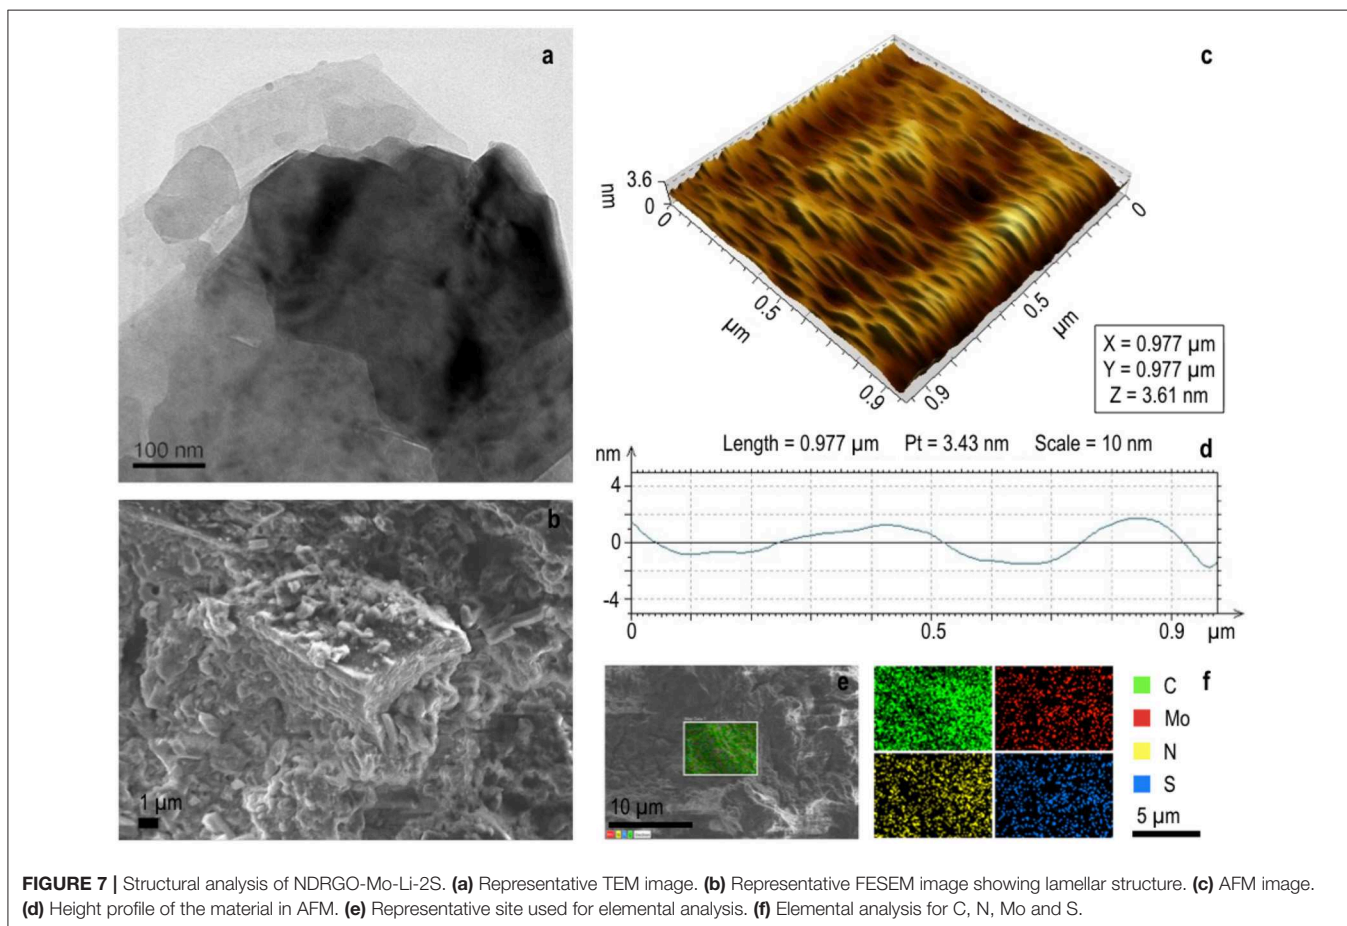 a
100 nm
b
1 µm
c
3.6
nm
0
0
0.5
µm
0.9
0.9
0.5
µm
0
X = 0.977 µm
Y = 0.977 µm
Z = 3.61 nm
Length = 0.977 µm Pt = 3.43 nm Scale = 10 nm
d
nm
4
0
-4
0
0.5
0.9
µm
e
10 µm
f
C
Mo
N
S
5 µm
FIGURE 7 | Structural analysis of NDRGO-Mo-Li-2S. (a) Representative TEM image. (b) Representative FESEM image showing lamellar structure. (c) AFM image.
(d) Height profile of the material in AFM. (e) Representative site used for elemental analysis. (f) Elemental analysis for C, N, Mo and S.